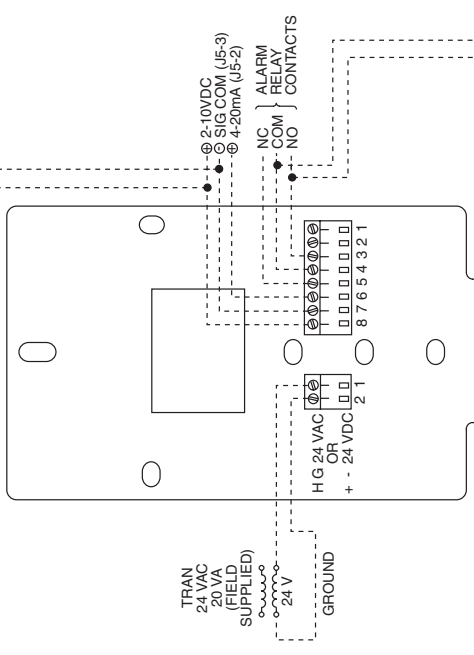 ⊕ 2-10VDC
⊖ SIG COM (J5-3)
⊕ 4-20mA (J5-2)
NC
COM
NO
ALARM
RELAY
CONTACTS
8 7 6 5 4 3 2 1
2 1
H G 24 VAC
OR
+ - 24 VDC
TRAN
24 VAC
20 VA
(FIELD
SUPPLIED)
24 V
GROUND